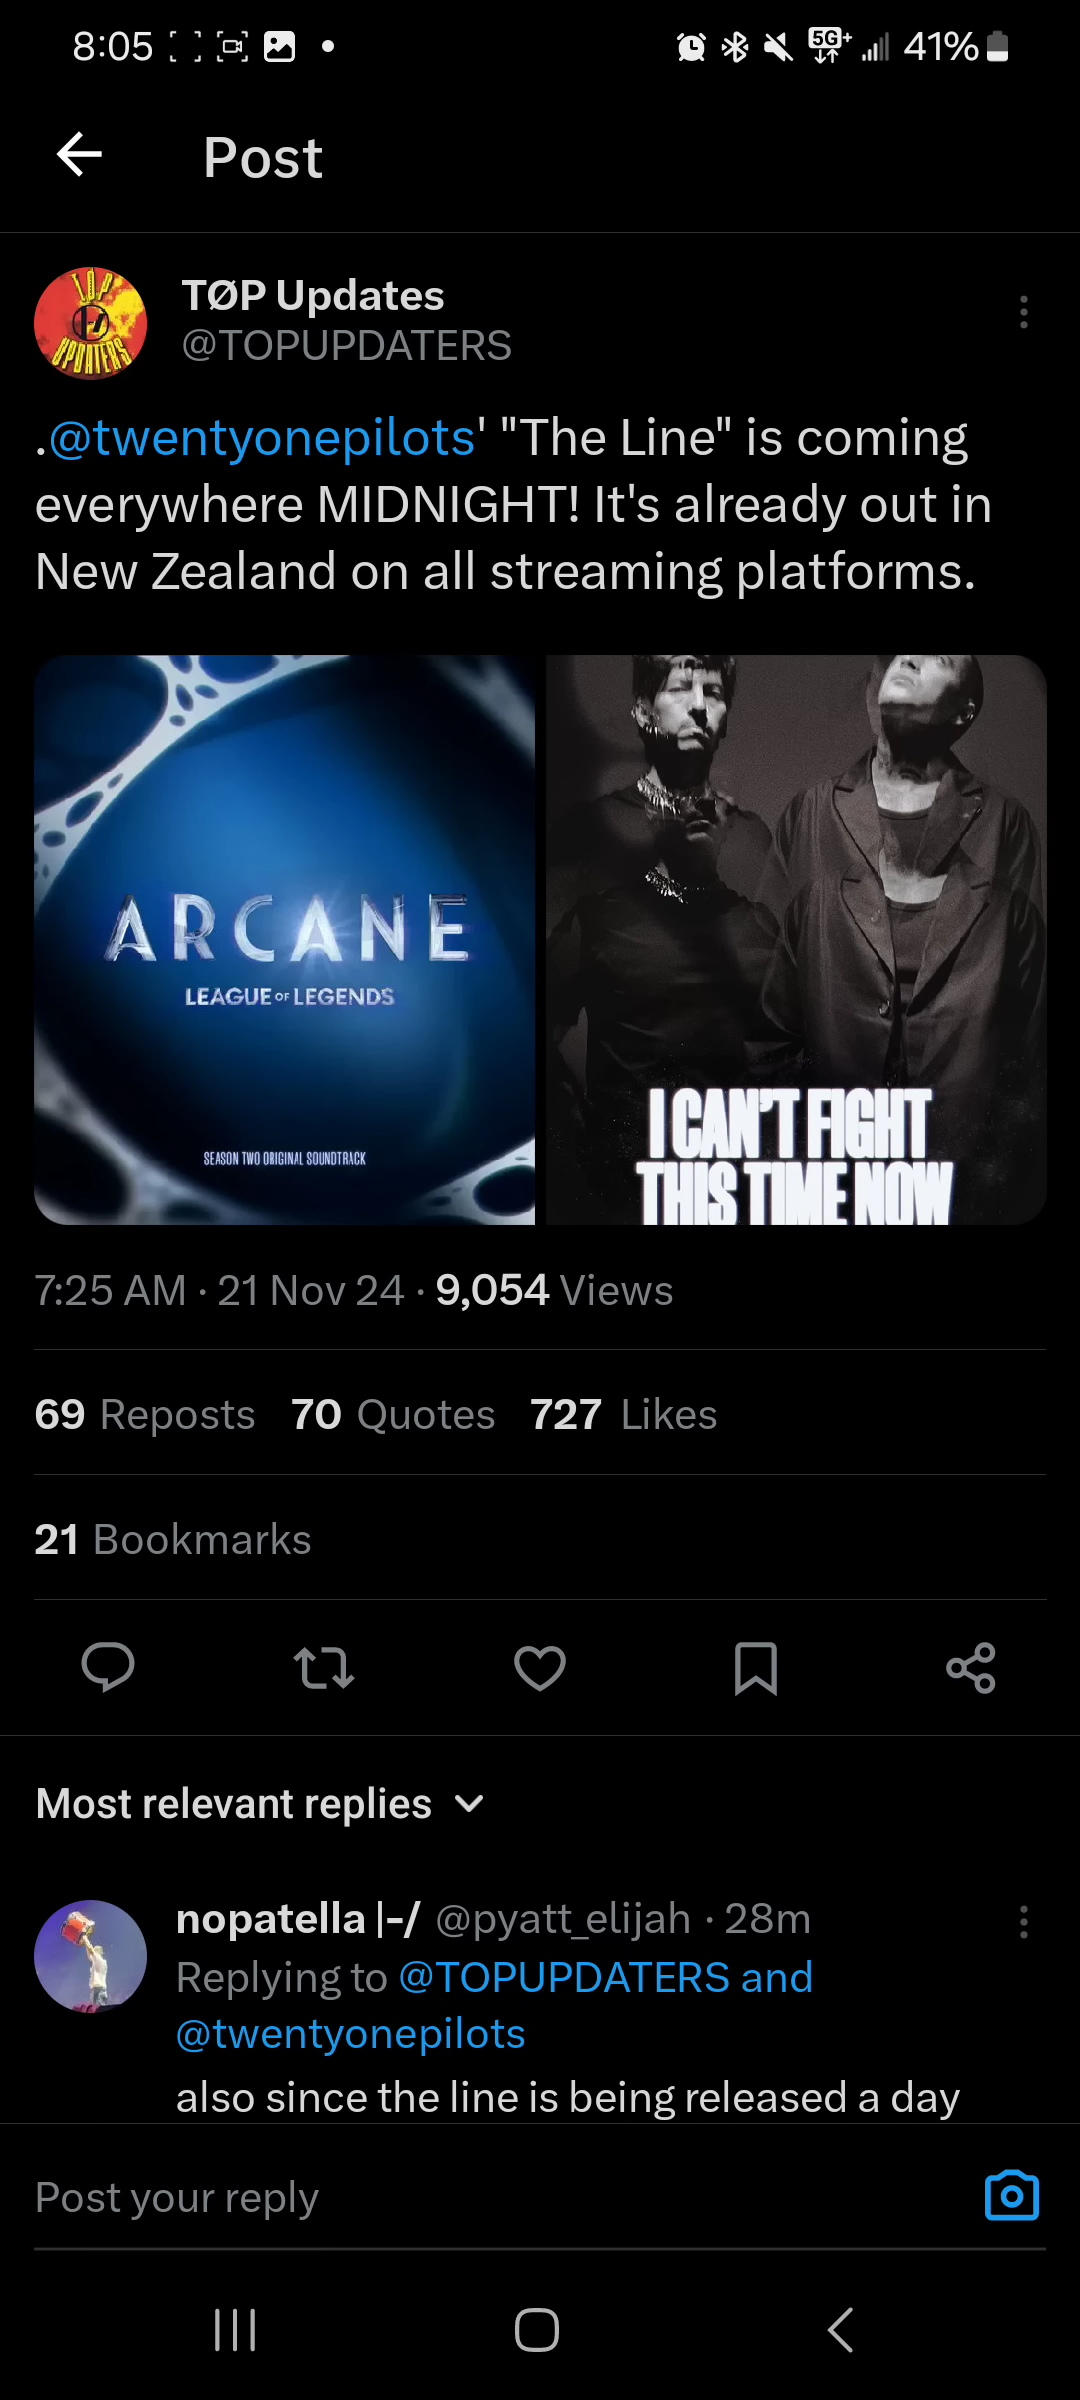 8:05
5G+
41%
Post
TØP UPDATERS
TØP Updates
@TOPUPDATERS
.@twentyonepilots' "The Line" is coming
everywhere MIDNIGHT! It's already out in
New Zealand on all streaming platforms.
ARCANE
LEAGUE OF LEGENDS
SEASON TWO ORIGINAL SOUNDTRACK
I CAN'T FIGHT
THIS TIME NOW
7:25 AM · 21 Nov 24 · 9,054 Views
69 Reposts 70 Quotes 727 Likes
21 Bookmarks
Most relevant replies
nopatella |-/ @pyatt_elijah · 28m
Replying to @TOPUPDATERS and
@twentyonepilots
also since the line is being released a day
Post your reply